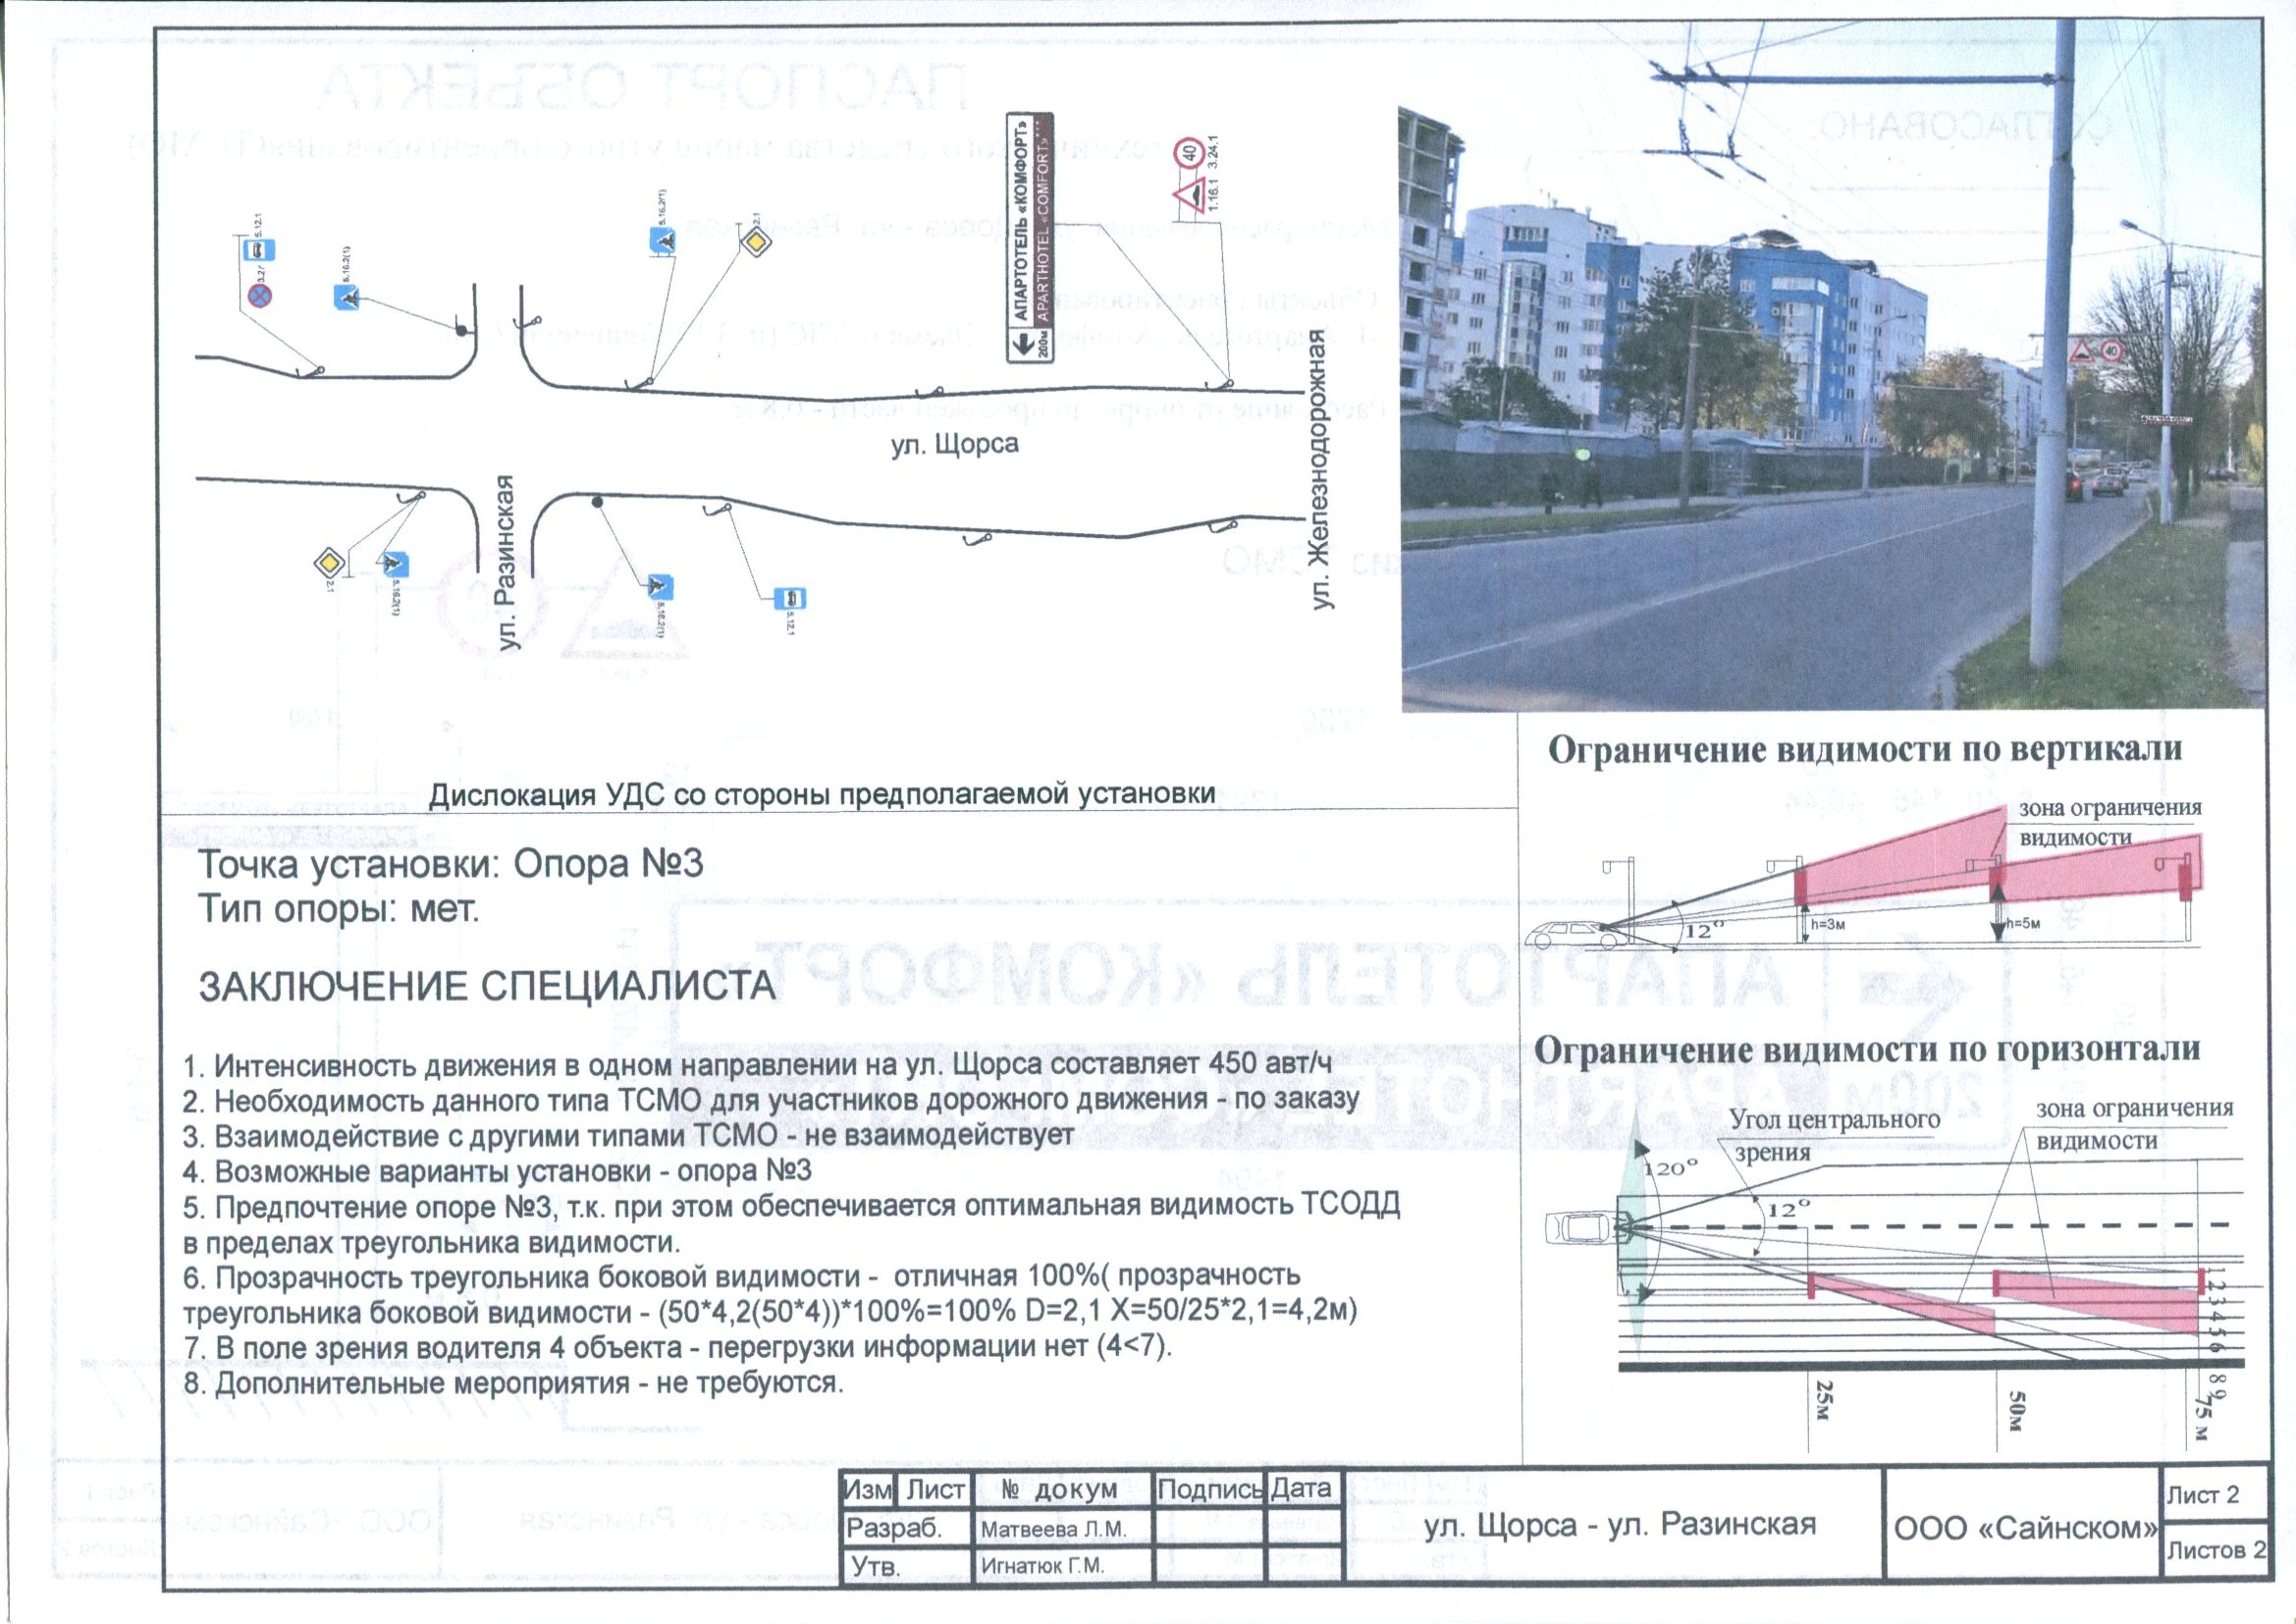 5.12.1
3.27
5.16.2(1)
5.16.2(1)
2.1
АПАРТОТЕЛЬ «КОМФОРТ»
APARTHOTEL «COMFORT»***
200м
40
1.16.1 3.24.1
ул. Щорса
ул. Железнодорожная
ул. Разинская
2.1
5.16.2(1)
5.16.2(1)
5.12.1
40
Дислокация УДС со стороны предполагаемой установки
Точка установки: Опора №3
Тип опоры: мет.
ЗАКЛЮЧЕНИЕ СПЕЦИАЛИСТА
1. Интенсивность движения в одном направлении на ул. Щорса составляет 450 авт/ч
2. Необходимость данного типа ТСМО для участников дорожного движения - по заказу
3. Взаимодействие с другими типами ТСМО - не взаимодействует
4. Возможные варианты установки - опора №3
5. Предпочтение опоре №3, т.к. при этом обеспечивается оптимальная видимость ТСОДД
в пределах треугольника видимости.
6. Прозрачность треугольника боковой видимости - отличная 100%( прозрачность
треугольника боковой видимости - (50*4,2(50*4))*100%=100% D=2,1 X=50/25*2,1=4,2м)
7. В поле зрения водителя 4 объекта - перегрузки информации нет (4<7).
8. Дополнительные мероприятия - не требуются.
Ограничение видимости по вертикали
зона ограничения
видимости
12°
h=3м
h=5м
Ограничение видимости по горизонтали
Угол центрального
зрения
зона ограничения
видимости
120°
12°
1 2 3 4 5 6
8 9
25м
50м
75 м
Изм Лист № докум Подпись Дата
Разраб. Матвеева Л.М.
Утв. Игнатюк Г.М.
ул. Щорса - ул. Разинская
ООО «Сайнском»
Лист 2
Листов 2